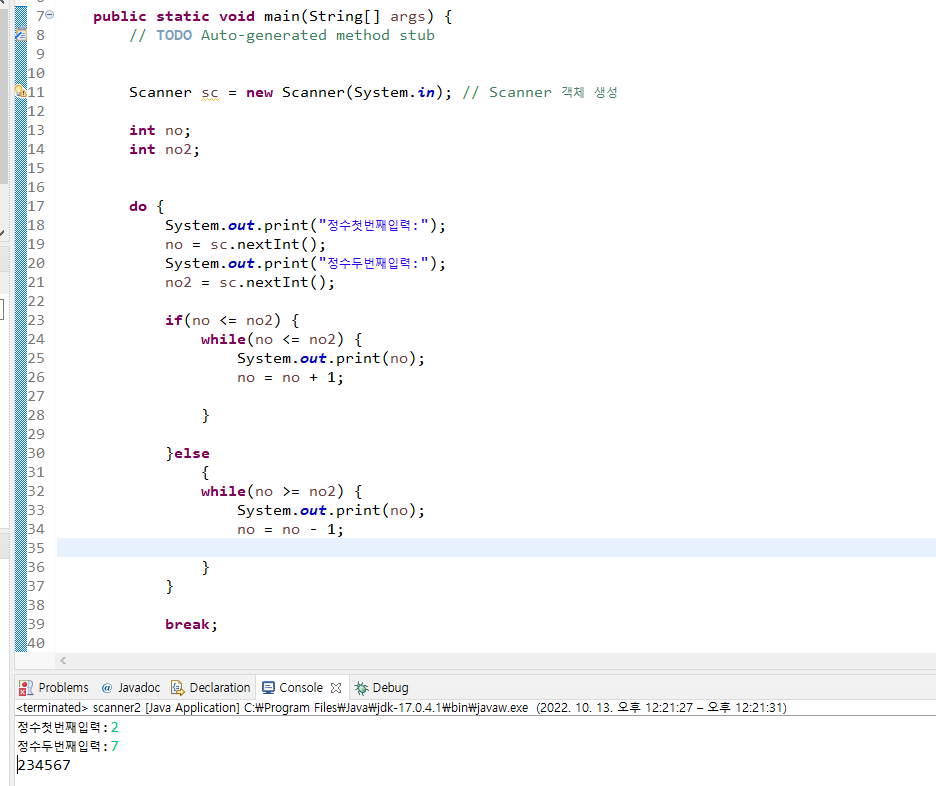 7 public static void main(String[] args) {
8 // TODO Auto-generated method stub
9
10
11 Scanner sc = new Scanner(System.in); // Scanner 객체 생성
12
13 int no;
14 int no2;
15
16
17 do {
18 System.out.print("정수첫번째입력:");
19 no = sc.nextInt();
20 System.out.print("정수두번째입력:");
21 no2 = sc.nextInt();
22
23 if(no <= no2) {
24 while(no <= no2) {
25 System.out.print(no);
26 no = no + 1;
27
28 }
29
30 }else
31 {
32 while(no >= no2) {
33 System.out.print(no);
34 no = no - 1;
35
36 }
37 }
38
39 break;
40
Problems @ Javadoc Declaration Console Debug
<terminated> scanner2 [Java Application] C:₩Program Files₩Java₩jdk-17.0.4.1₩bin₩javaw.exe (2022. 10. 13. 오후 12:21:27 – 오후 12:21:31)
정수첫번째입력:2
정수두번째입력:7
234567